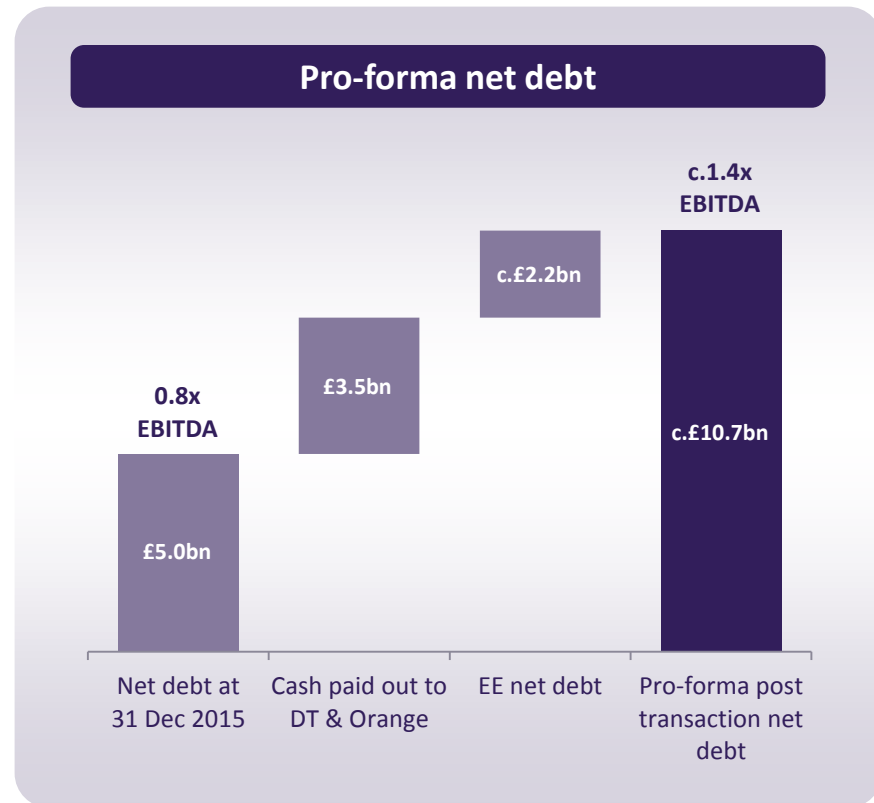 Pro-forma net debt
c.1.4x
EBITDA
c.£2.2bn
£3.5bn
0.8x
EBITDA
c.£10.7bn
£5.0bn
Net debt at
31 Dec 2015
Cash paid out to
DT & Orange
EE net debt
Pro-forma post
transaction net
debt